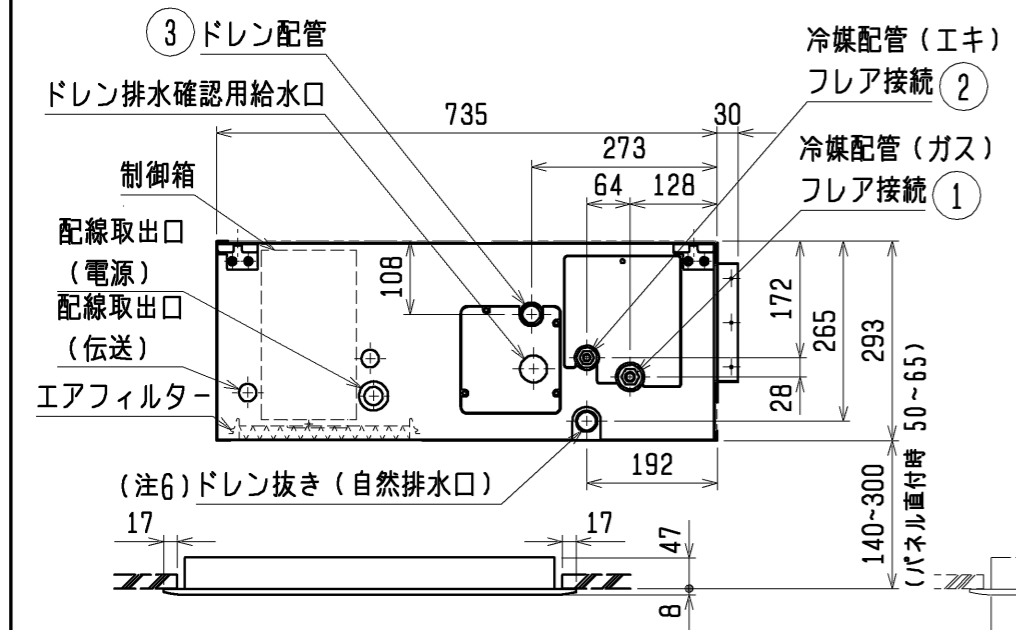 ③ ドレン配管
冷媒配管（エキ）
フレア接続 ②
ドレン排水確認用給水口
735
30
273
冷媒配管（ガス）
フレア接続 ①
64
128
制御箱
配線取出口
（電源）
配線取出口
（伝送）
エアフィルター
108
172
265
293
28
192
(注6)ドレン抜き（自然排水口）
140~300
(パネル直付時 50~65)
17
17
47
8